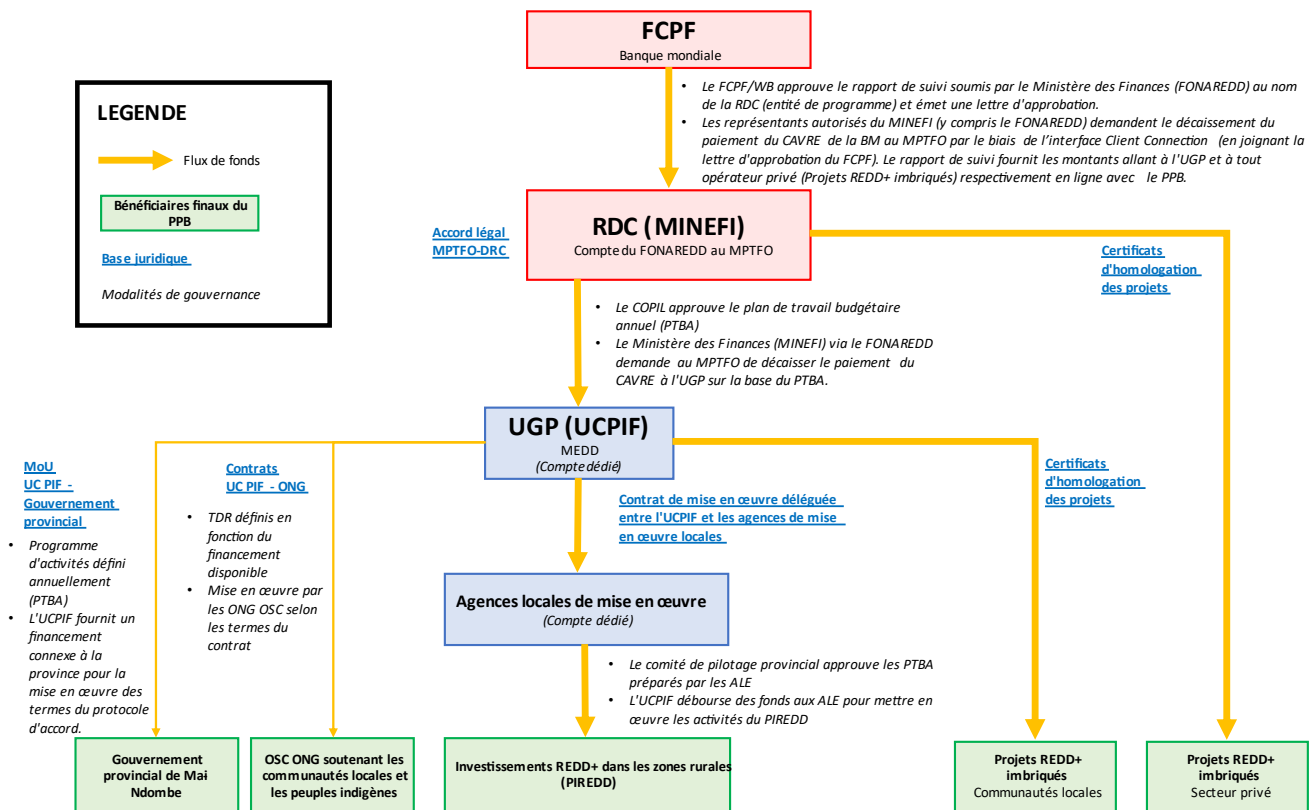 FCPF
Banque mondiale
LEGENDE
Flux de fonds
Bénéficiaires finaux du
PPB
Base juridique
Modalités de gouvernance
• Le FCPF/WB approuve le rapport de suivi soumis par le Ministère des Finances (FONAREDD) au nom
de la RDC (entité de programme) et émet une lettre d'approbation.
• Les représentants autorisés du MINEFI (y compris le FONAREDD) demandent le décaissement du
paiement du CAVRE de la BM au MPTFO par le biais de l'interface Client Connection (en joignant la
lettre d'approbation du FCPF). Le rapport de suivi fournit les montants allant à l'UGP et à tout
opérateur privé (Projets REDD+ imbriqués) respectivement en ligne avec le PPB.
Accord légal
MPTFO-DRC
RDC (MINEFI)
Compte du FONAREDD au MPTFO
Certificats
d'homologation
des projets
• Le COPIL approuve le plan de travail budgétaire
annuel (PTBA)
• Le Ministère des Finances (MINEFI) via le FONAREDD
demande au MPTFO de décaisser le paiement du
CAVRE à l'UGP sur la base du PTBA.
UGP (UCPIF)
MEDD
(Compte dédié)
MoU
UC PIF -
Gouvernement
provincial
• Programme
d'activités défini
annuellement
(PTBA)
• L'UCPIF fournit un
financement
connexe à la
province pour la
mise en œuvre des
termes du protocole
d'accord.
Contrats
UC PIF - ONG
• TDR définis en
fonction du
financement
disponible
• Mise en œuvre par
les ONG OSC selon
les termes du
contrat
Contrat de mise en œuvre déléguée
entre l'UCPIF et les agences de mise
en œuvre locales
Certificats
d'homologation
des projets
Agences locales de mise en œuvre
(Compte dédié)
• Le comité de pilotage provincial approuve les PTBA
préparés par les ALE
• L'UCPIF débourse des fonds aux ALE pour mettre en
œuvre les activités du PIREDD
Gouvernement
provincial de Mai
Ndombe
OSC ONG soutenant les
communautés locales et
les peuples indigènes
Investissements REDD+ dans les zones rurales
(PIREDD)
Projets REDD+
imbriqués
Communautés locales
Projets REDD+
imbriqués
Secteur privé